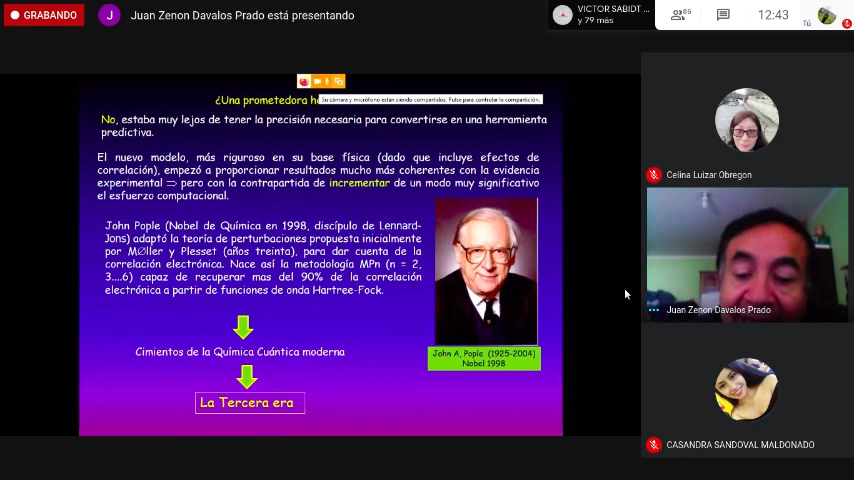 GRABANDO
J
Juan Zenon Davalos Prado está presentando
VICTOR SABIDT ...
y 79 más
85
12:43
Tú
¿Una prometedora he
Su cámara y micrófono están siendo compartidos. Pulse para controlar la compartición.
No, estaba muy lejos de tener la precisión necesaria para convertirse en una herramienta
predictiva.
El nuevo modelo, más riguroso en su base física (dado que incluye efectos de
correlación), empezó a proporcionar resultados mucho más coherentes con la evidencia
experimental ⇒ pero con la contrapartida de incrementar de un modo muy significativo
el esfuerzo computacional.
John Pople (Nobel de Química en 1998, discípulo de Lennard-
Jons) adaptó la teoría de perturbaciones propuesta inicialmente
por MØller y Plesset (años treinta), para dar cuenta de la
correlación electrónica. Nace así la metodología MPn (n = 2,
3....6) capaz de recuperar mas del 90% de la correlación
electrónica a partir de funciones de onda Hartree-Fock.
John A, Pople (1925-2004)
Nobel 1998
Cimientos de la Química Cuántica moderna
La Tercera era
Celina Luizar Obregon
Juan Zenon Davalos Prado
CASANDRA SANDOVAL MALDONADO